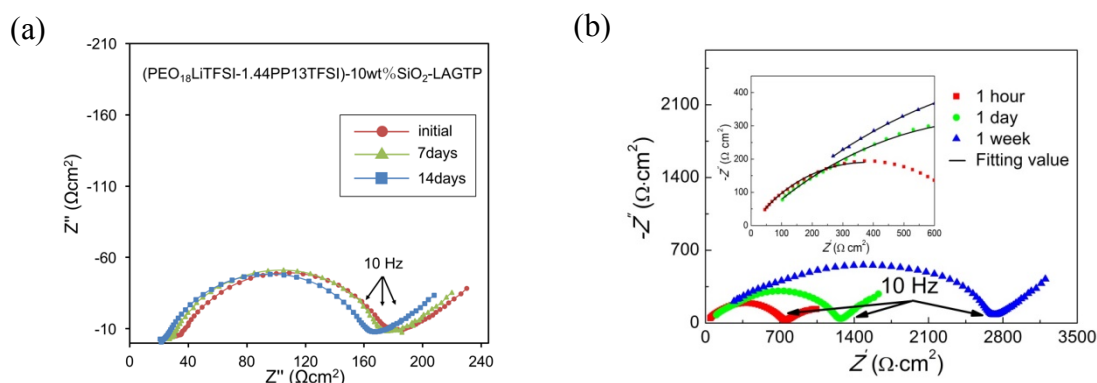 (a)
-210
-160
-110
-60
-10
Z'' (Ωcm²)
(PEO₁₈LiTFSI-1.44PP13TFSI)-10wt%SiO₂-LAGTP
initial
7days
14days
10 Hz
0 40 80 120 160 200 240
Z'' (Ωcm²)
(b)
2100
1400
700
0
-Z'' (Ω·cm²)
400
300
200
100
0
-Z'' (Ω cm²)
0 100 200 300 400 500 600
Z' (Ω cm²)
1 hour
1 day
1 week
Fitting value
10 Hz
0 700 1400 2100 2800 3500
Z' (Ω·cm²)